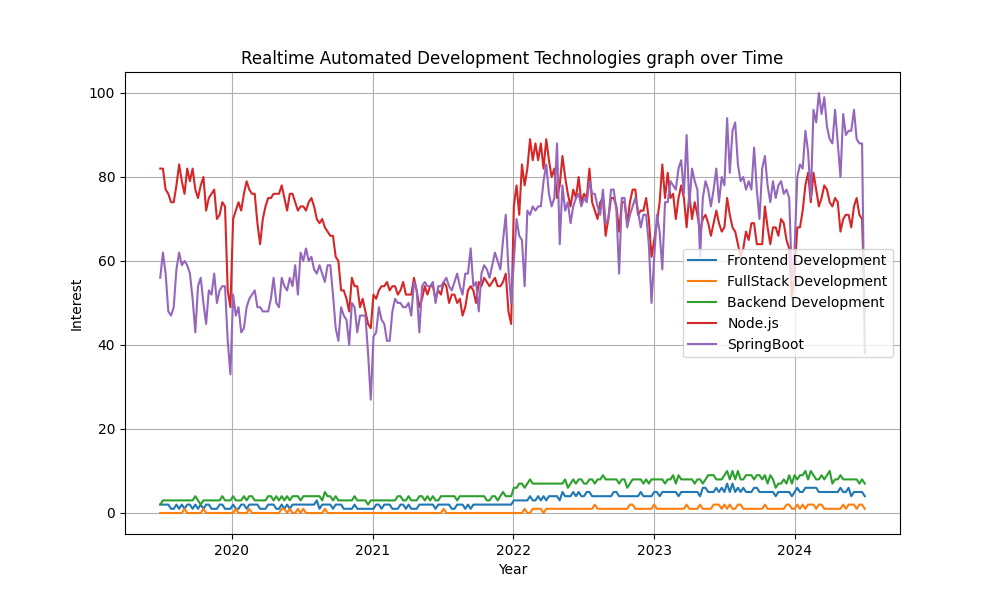 Realtime Automated Development Technologies graph over Time
100
80
60
40
20
0
Interest
2020
2021
2022
2023
2024
Year
Frontend Development
FullStack Development
Backend Development
Node.js
SpringBoot